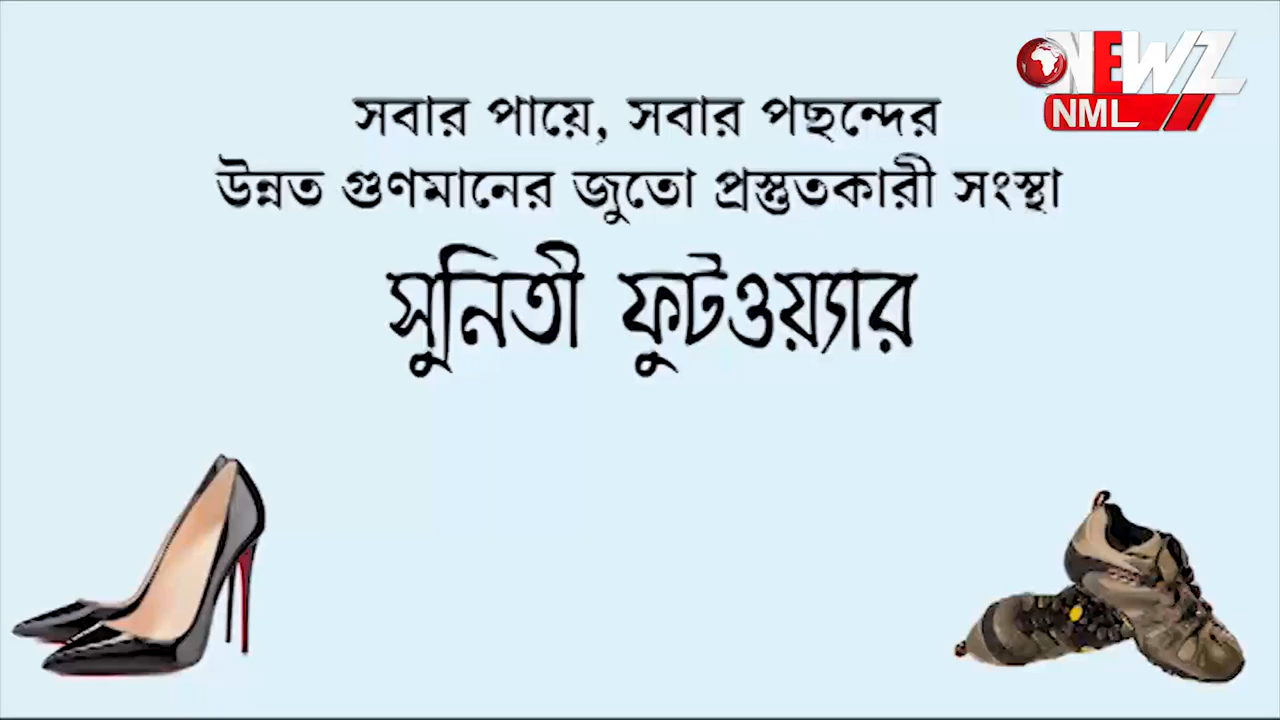 NEWZ
NML
সবার পায়ে, সবার পছন্দের
উন্নত গুণমানের জুতো প্রস্তুতকারী সংস্থা
সুনিতী ফুটওয়্যার